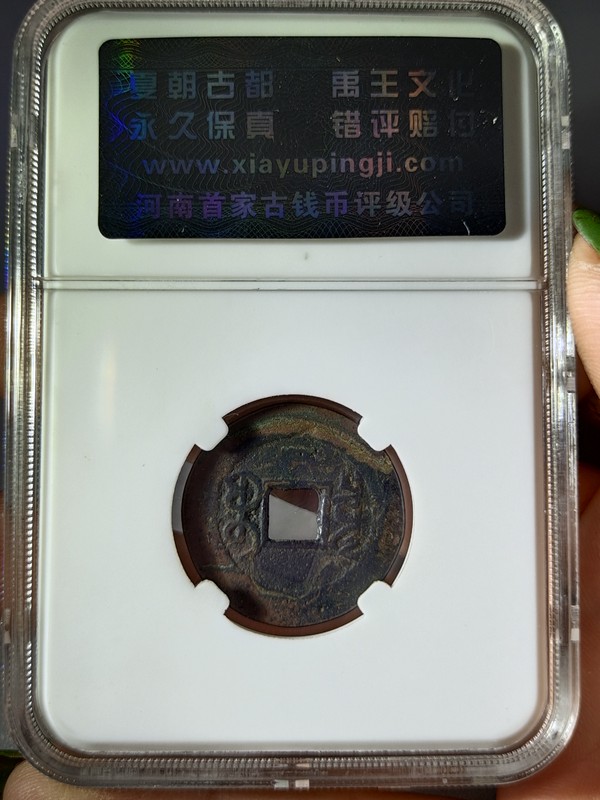 夏朝古都 禹王文化
永久保真 错评赔付
www.xiayupingji.com
河南首家古钱币评级公司